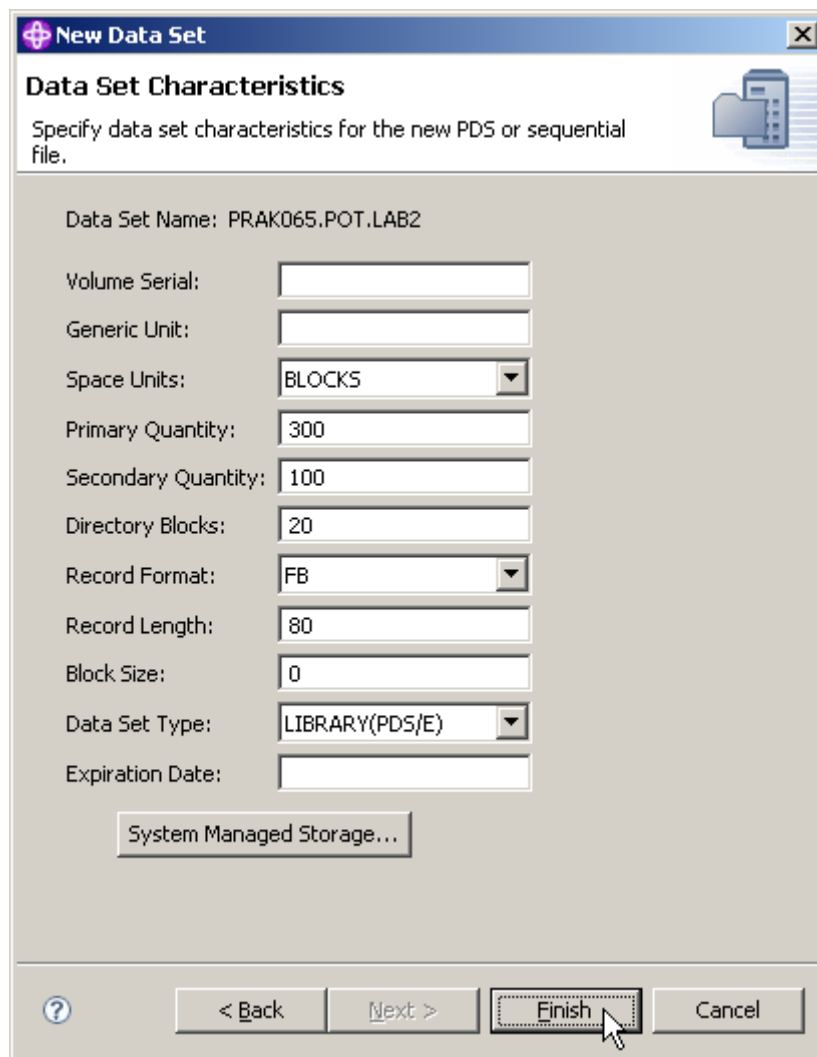 New Data Set
Data Set Characteristics
Specify data set characteristics for the new PDS or sequential
file.
Data Set Name: PRAK065.POT.LAB2
Volume Serial:
Generic Unit:
Space Units: BLOCKS
Primary Quantity: 300
Secondary Quantity: 100
Directory Blocks: 20
Record Format: FB
Record Length: 80
Block Size: 0
Data Set Type: LIBRARY(PDS/E)
Expiration Date:
System Managed Storage...
? < Back Next > Finish Cancel